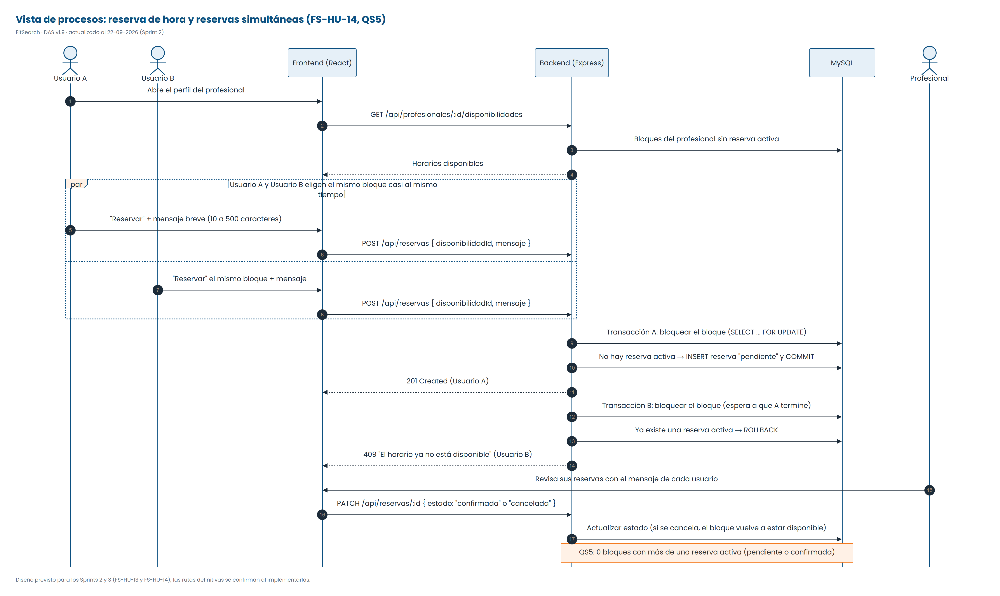 Vista de procesos: reserva de hora y reservas simultáneas (FS-HU-14, QS5)
FitSearch · DAS v1.9 · actualizado al 22-09-2026 (Sprint 2)
Usuario A
Usuario B
Frontend (React)
Backend (Express)
MySQL
Profesional
Abre el perfil del profesional
1
GET /api/profesionales/:id/disponibilidades
2
Bloques del profesional sin reserva activa
3
Horarios disponibles
4
par
[Usuario A y Usuario B eligen el mismo bloque casi al mismo
tiempo]
"Reservar" + mensaje breve (10 a 500 caracteres)
5
POST /api/reservas { disponibilidadId, mensaje }
6
"Reservar" el mismo bloque + mensaje
7
POST /api/reservas { disponibilidadId, mensaje }
8
Transacción A: bloquear el bloque (SELECT ... FOR UPDATE)
9
No hay reserva activa → INSERT reserva "pendiente" y COMMIT
10
201 Created (Usuario A)
11
Transacción B: bloquear el bloque (espera a que A termine)
12
Ya existe una reserva activa → ROLLBACK
13
409 "El horario ya no está disponible" (Usuario B)
14
Revisa sus reservas con el mensaje de cada usuario
15
PATCH /api/reservas/:id { estado: "confirmada" o "cancelada" }
16
Actualizar estado (si se cancela, el bloque vuelve a estar disponible)
17
QS5: 0 bloques con más de una reserva activa (pendiente o confirmada)
Diseño previsto para los Sprints 2 y 3 (FS-HU-13 y FS-HU-14); las rutas definitivas se confirman al implementarlas.